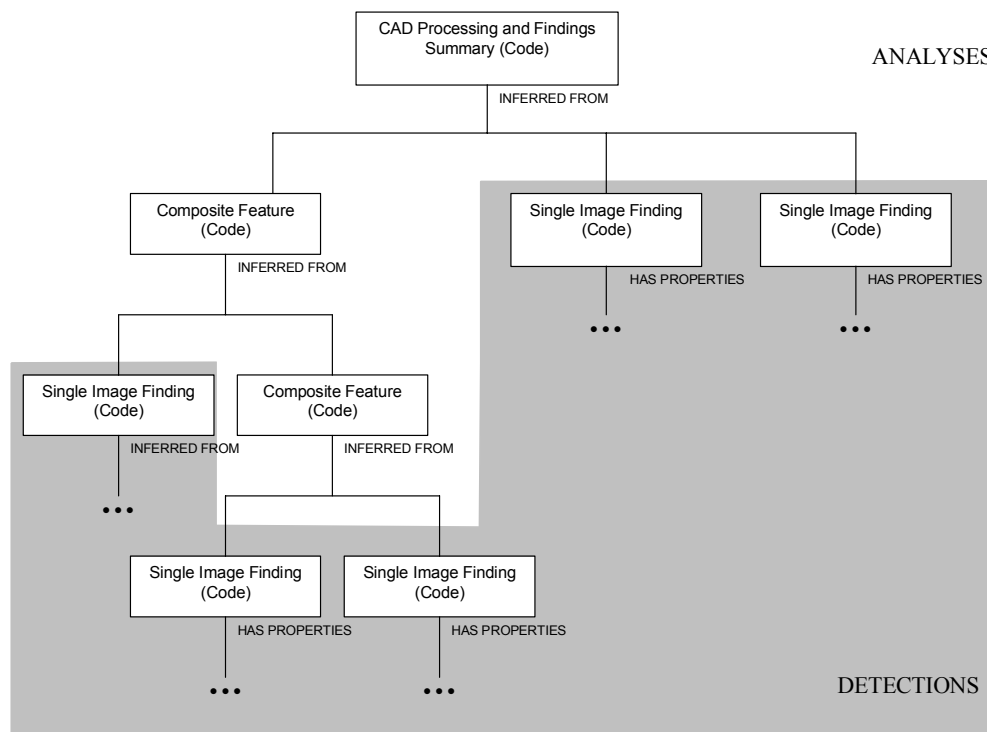 CAD Processing and Findings
Summary (Code)
ANALYSES
INFERRED FROM
Composite Feature
(Code)
Single Image Finding
(Code)
Single Image Finding
(Code)
INFERRED FROM
HAS PROPERTIES
HAS PROPERTIES
•••
•••
Single Image Finding
(Code)
Composite Feature
(Code)
INFERRED FROM
INFERRED FROM
•••
Single Image Finding
(Code)
Single Image Finding
(Code)
HAS PROPERTIES
HAS PROPERTIES
•••
•••
DETECTIONS